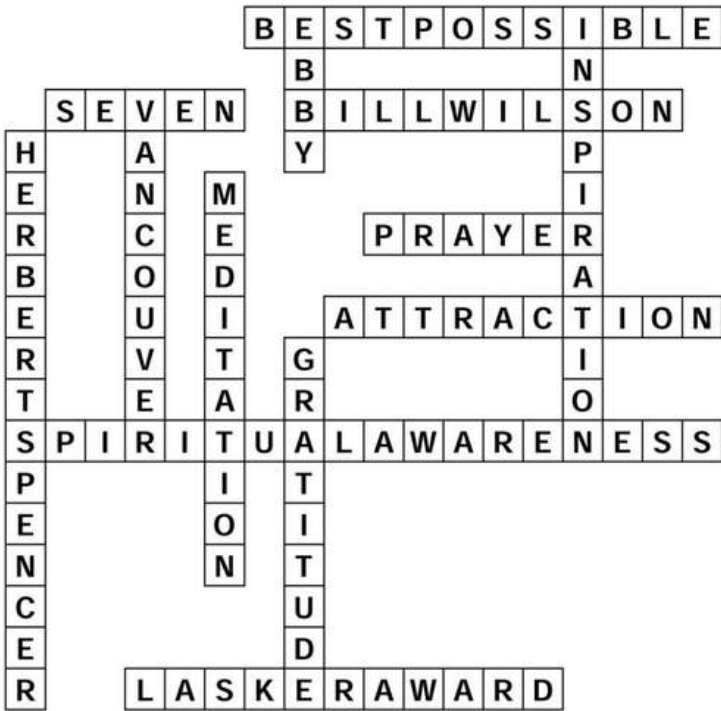 BESTPOSSIBLE
EBBY
INSPIRATION
SEVEN
VANCOUVER
BILLWILSON
HERBERTSPENCER
MEDITATION
PRAYER
ATTRACTION
GRATITUDE
SPIRITUALAWARENESS
LASKERAWARD